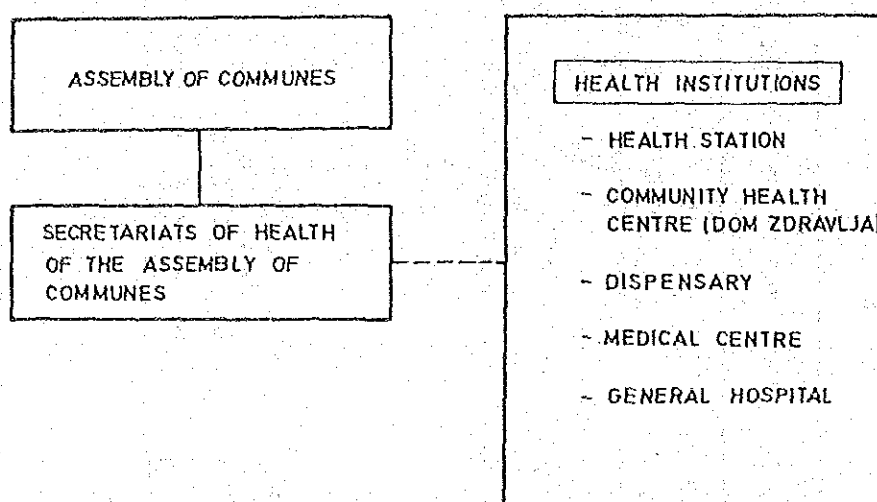 ASSEMBLY OF COMMUNES
SECRETARIATS OF HEALTH
OF THE ASSEMBLY OF
COMMUNES
HEALTH INSTITUTIONS
- HEALTH STATION
- COMMUNITY HEALTH
CENTRE (DOM ZDRAVLJA)
- DISPENSARY
- MEDICAL CENTRE
- GENERAL HOSPITAL